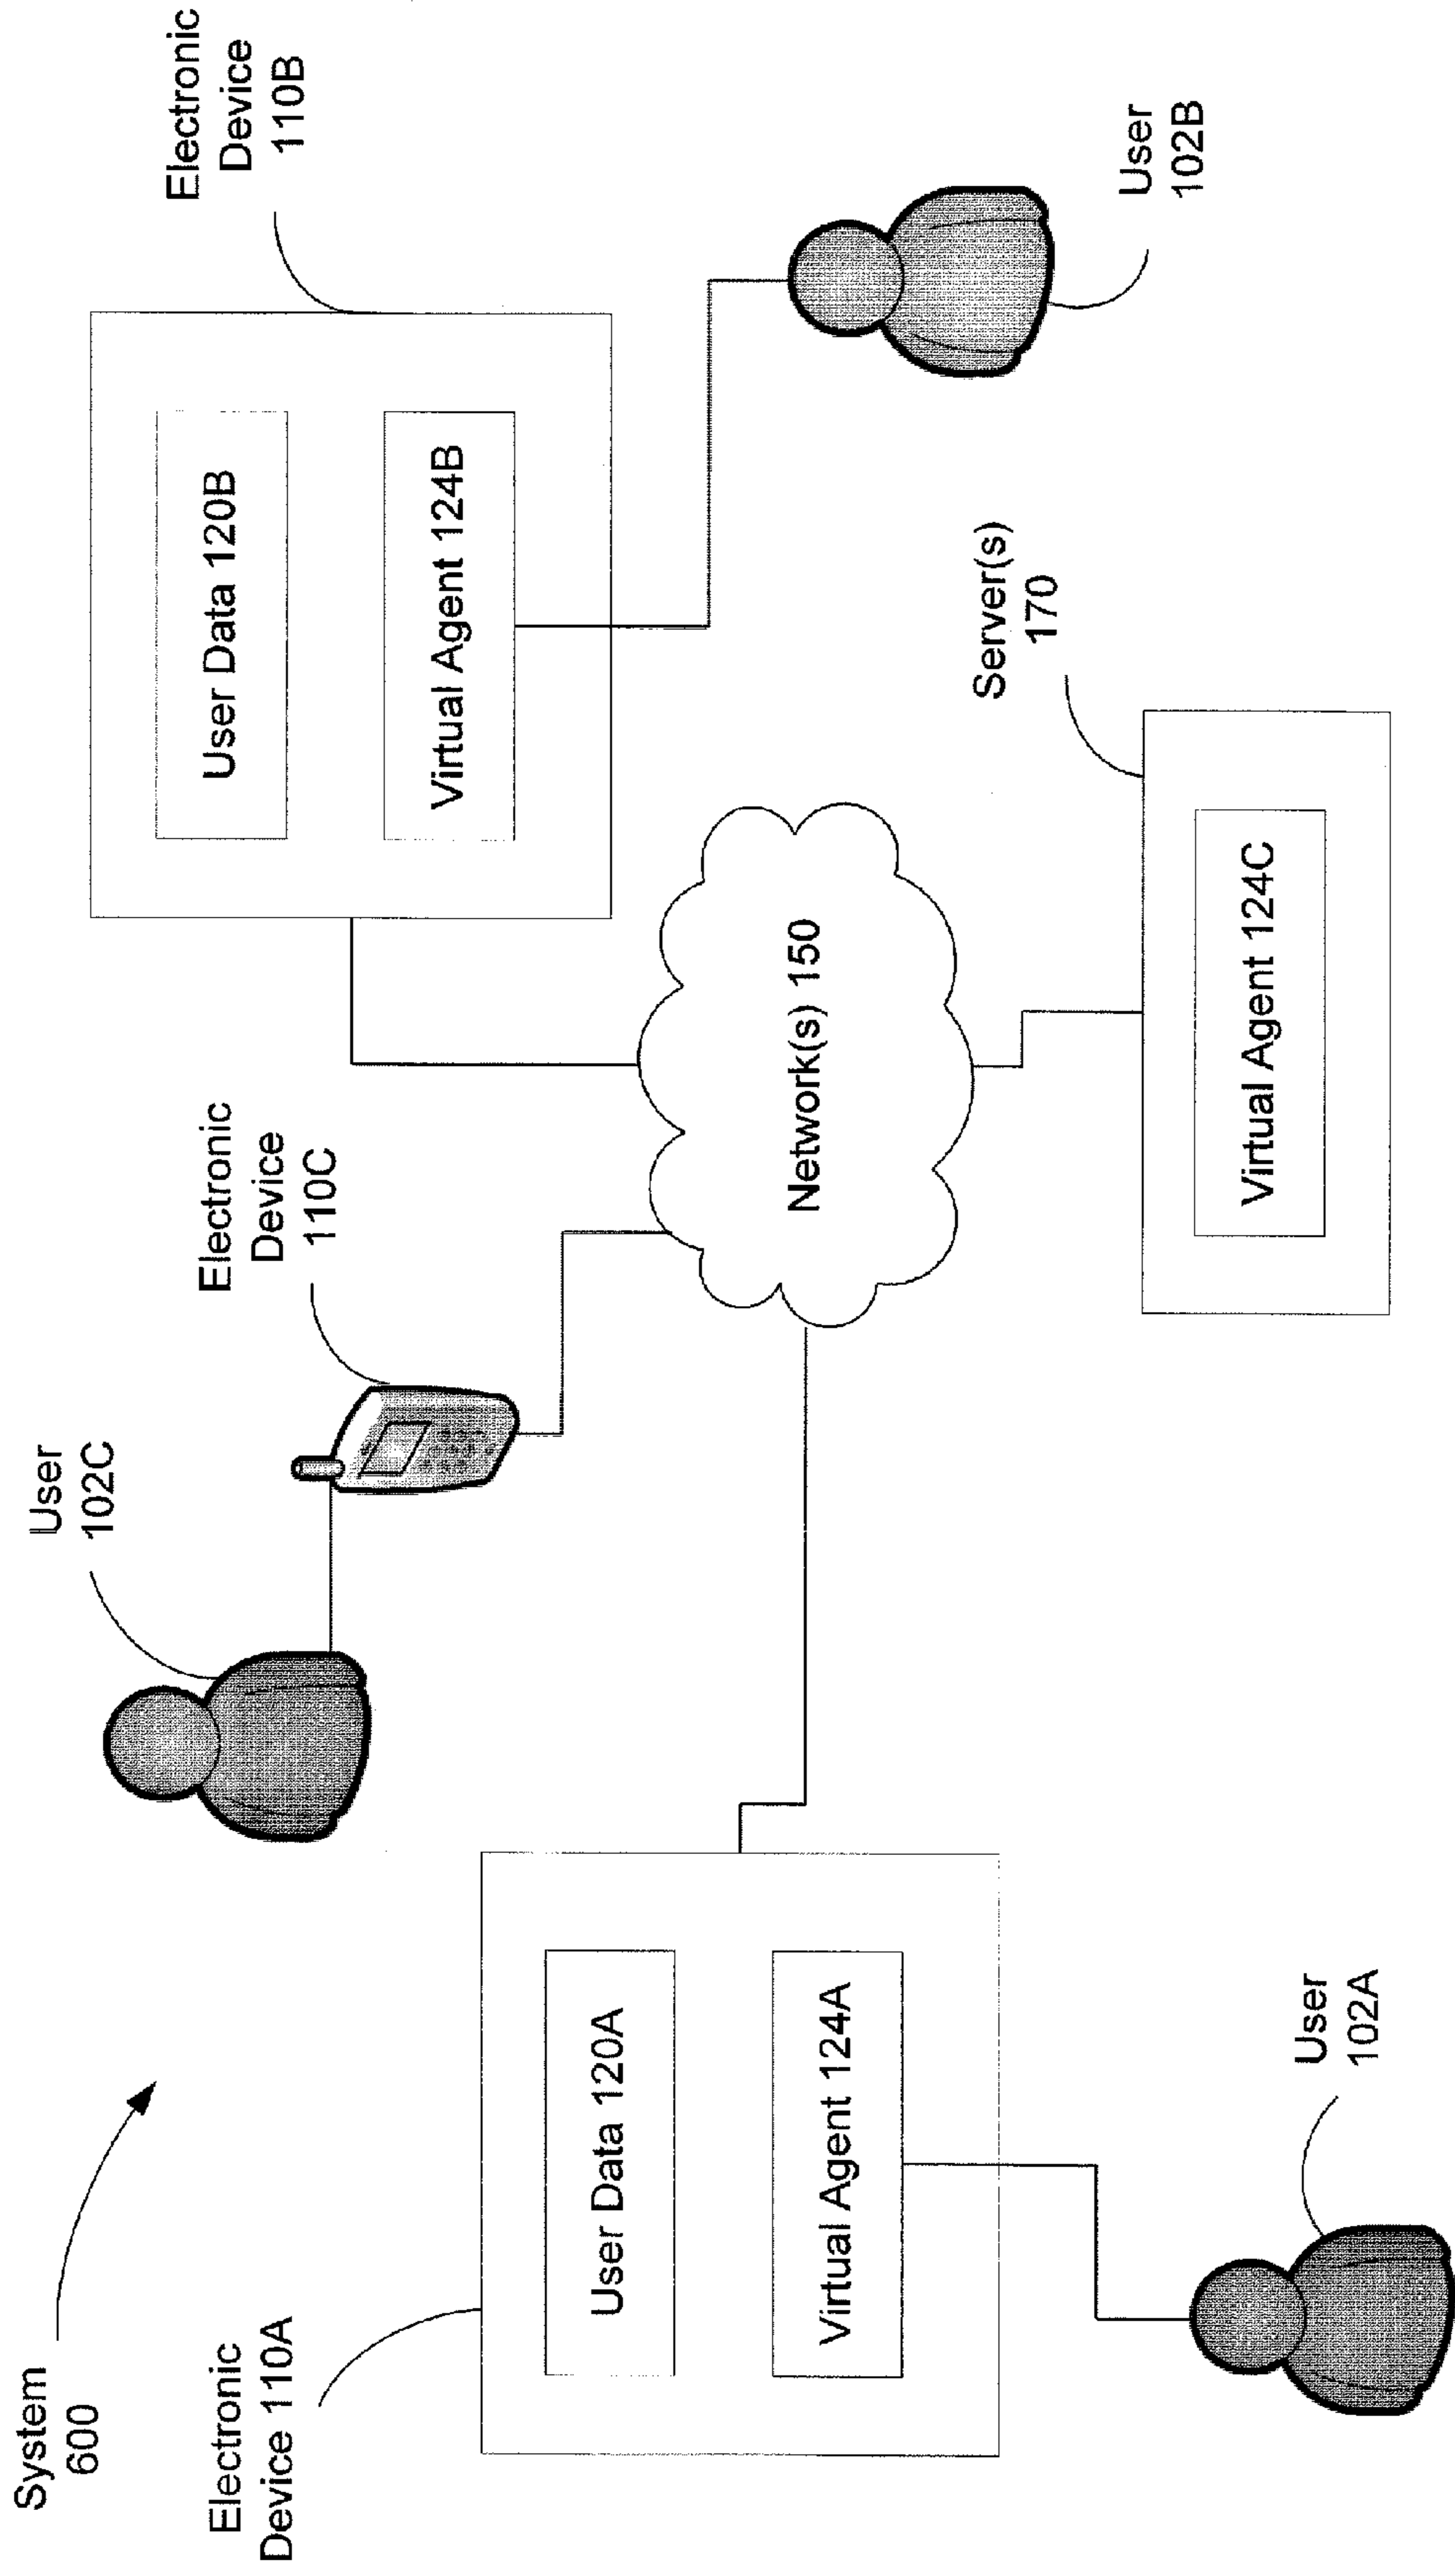 System
600
User
102C
Electronic
Device
110C
Electronic
Device
110B
Electronic
Device 110A
User Data 120A
Virtual Agent 124A
User Data 120B
Virtual Agent 124B
Network(s) 150
User
102B
Server(s)
170
Virtual Agent 124C
User
102A